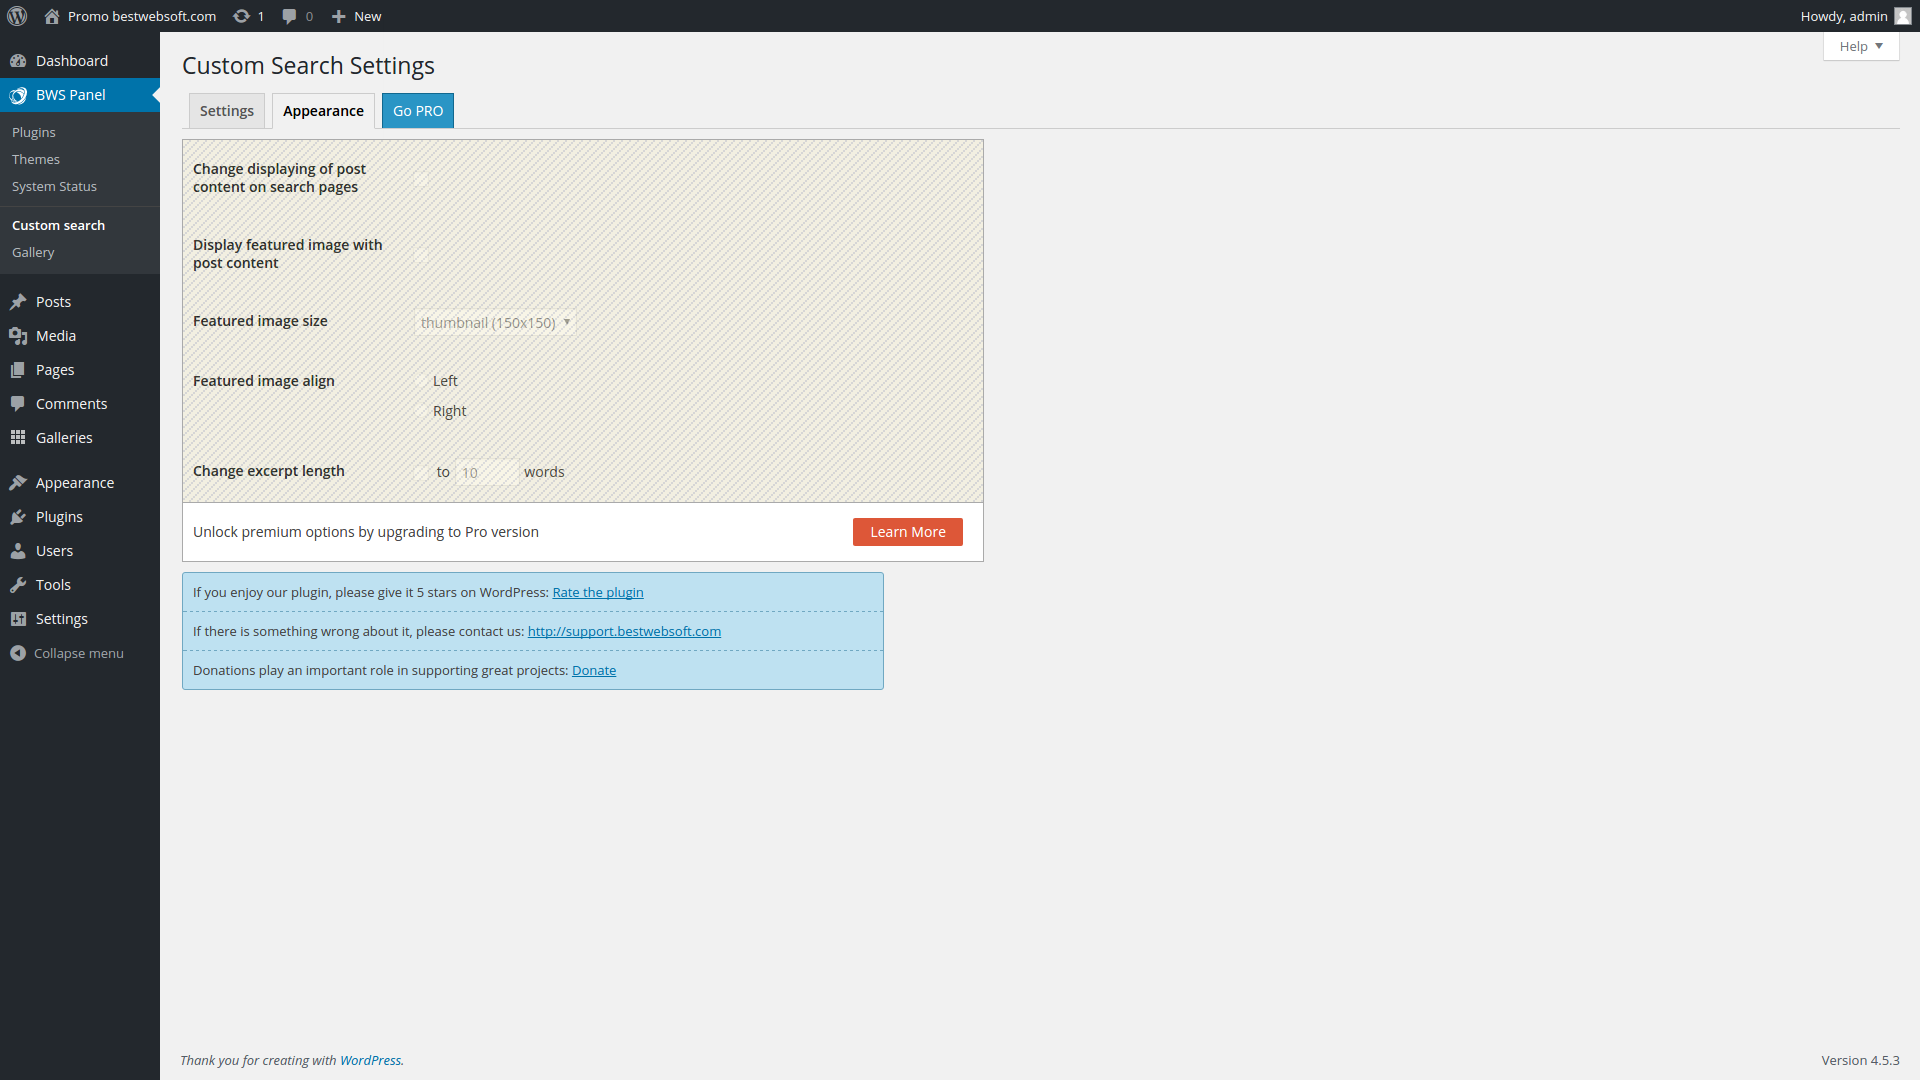 Promo bestwebsoft.com 1 0 New Howdy, admin
Help
Dashboard
BWS Panel
Plugins
Themes
System Status
Custom search
Gallery
Posts
Media
Pages
Comments
Galleries
Appearance
Plugins
Users
Tools
Settings
Collapse menu
Custom Search Settings
Settings Appearance Go PRO
Change displaying of post
content on search pages
Display featured image with
post content
Featured image size thumbnail (150x150)
Featured image align Left
Right
Change excerpt length to 10 words
Unlock premium options by upgrading to Pro version Learn More
If you enjoy our plugin, please give it 5 stars on WordPress: Rate the plugin
If there is something wrong about it, please contact us: http://support.bestwebsoft.com
Donations play an important role in supporting great projects: Donate
Thank you for creating with WordPress. Version 4.5.3